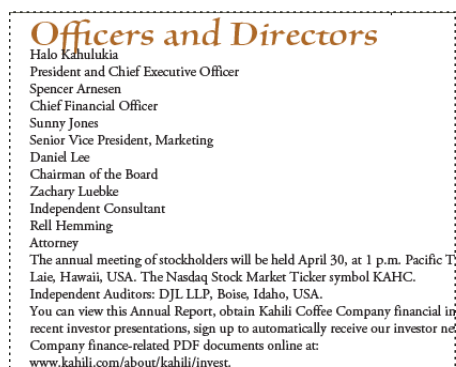 Officers and Directors
Halo Kahulukia
President and Chief Executive Officer
Spencer Arnesen
Chief Financial Officer
Sunny Jones
Senior Vice President, Marketing
Daniel Lee
Chairman of the Board
Zachary Luebke
Independent Consultant
Rell Hemming
Attorney
The annual meeting of stockholders will be held April 30, at 1 p.m. Pacific T
Laie, Hawaii, USA. The Nasdaq Stock Market Ticker symbol KAHC.
Independent Auditors: DJL LLP, Boise, Idaho, USA.
You can view this Annual Report, obtain Kahili Coffee Company financial in
recent investor presentations, sign up to automatically receive our investor ne
Company finance-related PDF documents online at:
www.kahili.com/about/kahili/invest.